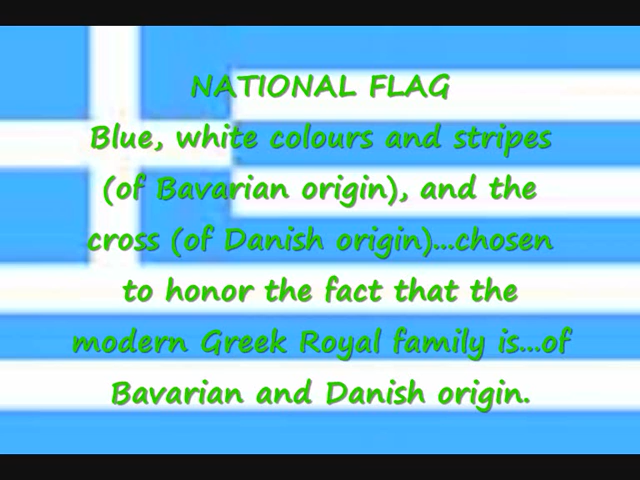 NATIONAL FLAG
Blue, white colours and stripes
(of Bavarian origin), and the
cross (of Danish origin)...chosen
to honor the fact that the
modern Greek Royal family is...of
Bavarian and Danish origin.